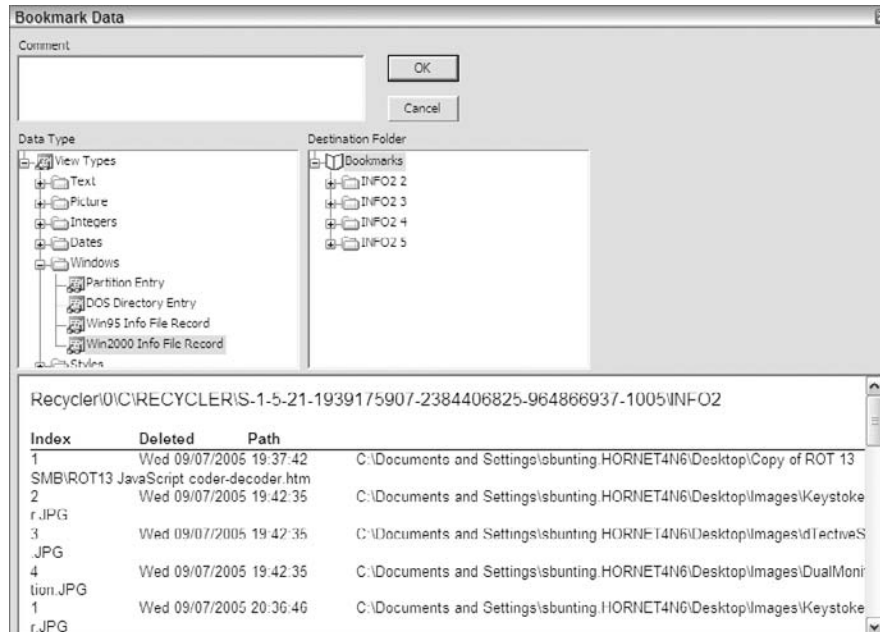 Bookmark Data
Comment
OK
Cancel
Data Type
Destination Folder
View Types
Text
Picture
Integers
Dates
Windows
Partition Entry
DOS Directory Entry
Win95 Info File Record
Win2000 Info File Record
Styles
Bookmarks
INFO2 2
INFO2 3
INFO2 4
INFO2 5
Recycler\0\C\RECYCLER\S-1-5-21-1939175907-2384406825-964866937-1005\INFO2
Index Deleted Path
1 Wed 09/07/2005 19:37:42 C:\Documents and Settings\sbunting.HORNET4N6\Desktop\Copy of ROT 13
SMB\ROT13 JavaScript coder-decoder.htm
2 Wed 09/07/2005 19:42:35 C:\Documents and Settings\sbunting.HORNET4N6\Desktop\Images\Keystoke
r.JPG
3 Wed 09/07/2005 19:42:35 C:\Documents and Settings\sbunting.HORNET4N6\Desktop\Images\dTectiveS
.JPG
4 Wed 09/07/2005 19:42:35 C:\Documents and Settings\sbunting.HORNET4N6\Desktop\Images\DualMoni
tion.JPG
1 Wed 09/07/2005 20:36:46 C:\Documents and Settings\sbunting.HORNET4N6\Desktop\Images\Keystoke
r.JPG